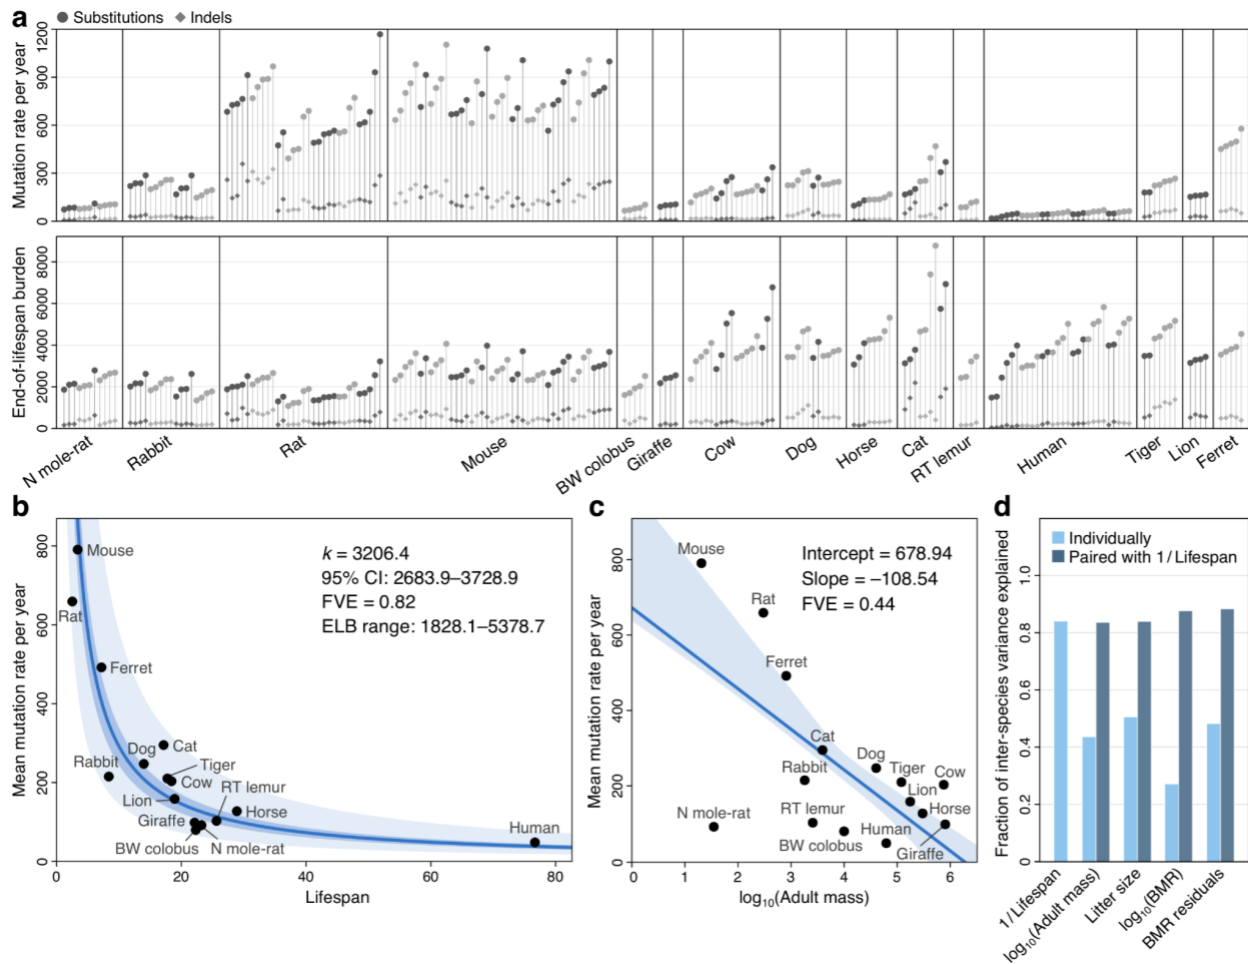 a
Substitutions Indels
Mutation rate per year
1200
900
600
300
0
End-of-lifespan burden
8000
6000
4000
2000
0
N mole-rat Rabbit Rat Mouse BW colobus Giraffe Cow Dog Horse Cat RT lemur Human Tiger Lion Ferret
b
Mean mutation rate per year
800
600
400
200
0
k = 3206.4
95% CI: 2683.9–3728.9
FVE = 0.82
ELB range: 1828.1–5378.7
Mouse
Rat
Ferret
Dog Cat
Rabbit Tiger
Cow RT lemur
Lion
Giraffe Horse
BW colobus N mole-rat
Human
0 20 40 60 80
Lifespan
c
Mean mutation rate per year
800
600
400
200
0
Intercept = 678.94
Slope = –108.54
FVE = 0.44
Mouse
Rat
Ferret
Cat
Dog
Rabbit Tiger Cow
Lion
N mole-rat RT lemur Horse
Human
BW colobus Giraffe
0 1 2 3 4 5 6
log10(Adult mass)
d
Fraction of inter-species variance explained
Individually
Paired with 1/Lifespan
1.0
0.8
0.6
0.4
0.2
0
1/Lifespan
log10(Adult mass)
Litter size
log10(BMR)
BMR residuals